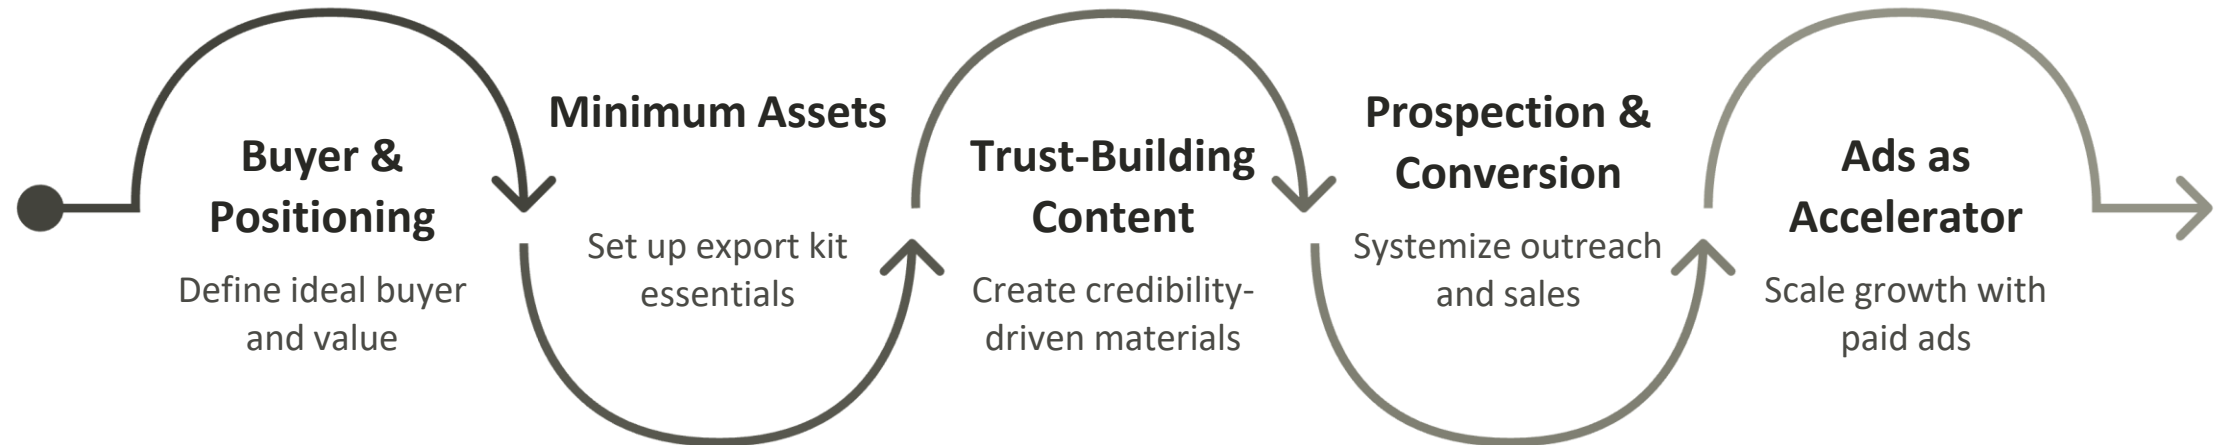 Buyer &
Positioning
Define ideal buyer
and value
Minimum Assets
Set up export kit
essentials
Trust-Building
Content
Create credibility-
driven materials
Prospection &
Conversion
Systemize outreach
and sales
Ads as
Accelerator
Scale growth with
paid ads